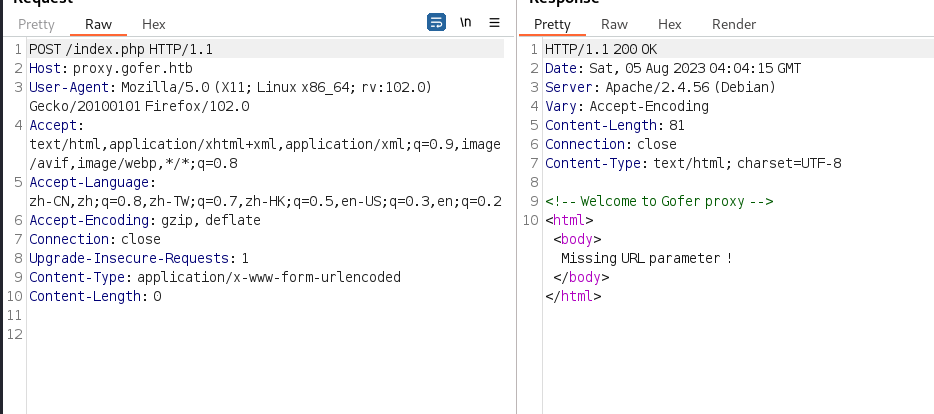 Request
Pretty Raw Hex \n
1 POST /index.php HTTP/1.1
2 Host: proxy.gofer.htb
3 User-Agent: Mozilla/5.0 (X11; Linux x86_64; rv:102.0)
Gecko/20100101 Firefox/102.0
4 Accept:
text/html,application/xhtml+xml,application/xml;q=0.9,image
/avif,image/webp,*/*;q=0.8
5 Accept-Language:
zh-CN,zh;q=0.8,zh-TW;q=0.7,zh-HK;q=0.5,en-US;q=0.3,en;q=0.2
6 Accept-Encoding: gzip, deflate
7 Connection: close
8 Upgrade-Insecure-Requests: 1
9 Content-Type: application/x-www-form-urlencoded
10 Content-Length: 0
11
12
Response
Pretty Raw Hex Render
1 HTTP/1.1 200 OK
2 Date: Sat, 05 Aug 2023 04:04:15 GMT
3 Server: Apache/2.4.56 (Debian)
4 Vary: Accept-Encoding
5 Content-Length: 81
6 Connection: close
7 Content-Type: text/html; charset=UTF-8
8
9 <!-- Welcome to Gofer proxy -->
10 <html>
<body>
Missing URL parameter !
</body>
</html>